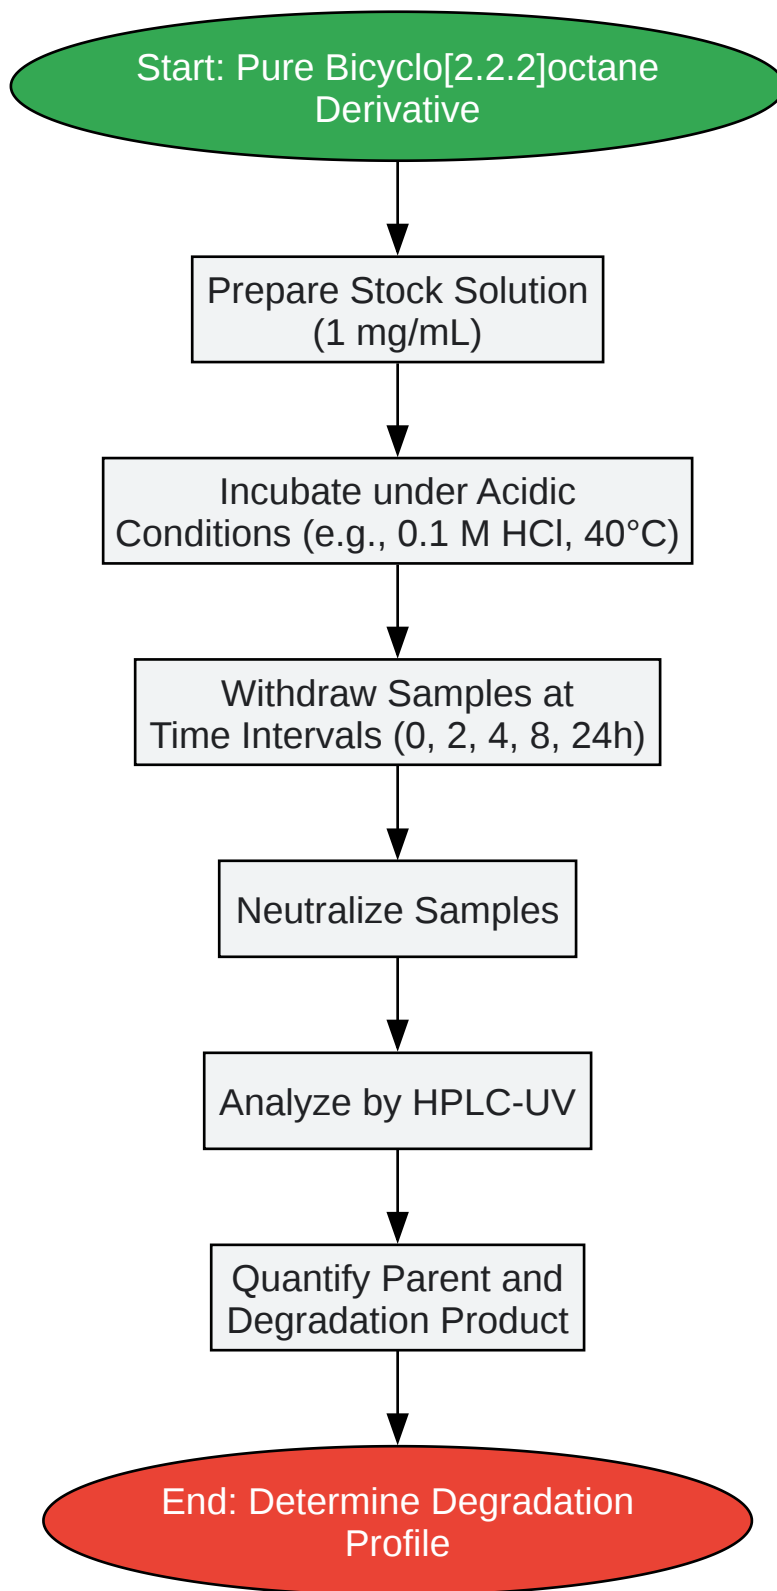 Start: Pure Bicyclo[2.2.2]octane
Derivative
Prepare Stock Solution
(1 mg/mL)
Incubate under Acidic
Conditions (e.g., 0.1 M HCl, 40°C)
Withdraw Samples at
Time Intervals (0, 2, 4, 8, 24h)
Neutralize Samples
Analyze by HPLC-UV
Quantify Parent and
Degradation Product
End: Determine Degradation
Profile